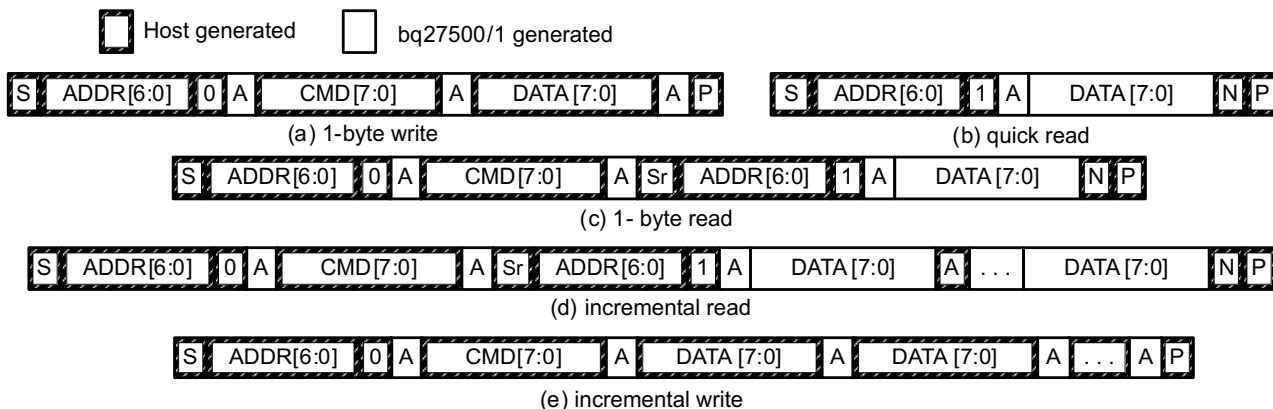 Host generated bq27500/1 generated
S ADDR[6:0] 0 A CMD[7:0] A DATA [7:0] A P S ADDR[6:0] 1 A DATA [7:0] N P
(a) 1-byte write (b) quick read
S ADDR[6:0] 0 A CMD[7:0] A Sr ADDR[6:0] 1 A DATA [7:0] N P
(c) 1- byte read
S ADDR[6:0] 0 A CMD[7:0] A Sr ADDR[6:0] 1 A DATA [7:0] A . . . DATA [7:0] N P
(d) incremental read
S ADDR[6:0] 0 A CMD[7:0] A DATA [7:0] A DATA [7:0] A . . . A P
(e) incremental write